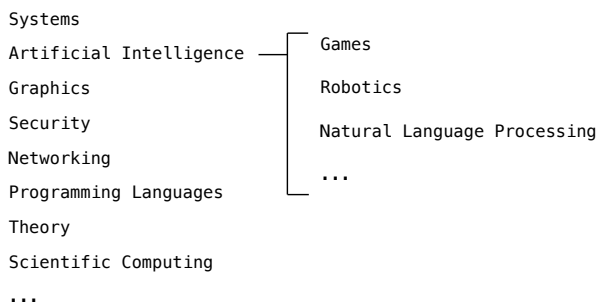 Systems
Artificial Intelligence
Graphics
Security
Networking
Programming Languages
Theory
Scientific Computing
...
Games
Robotics
Natural Language Processing
...